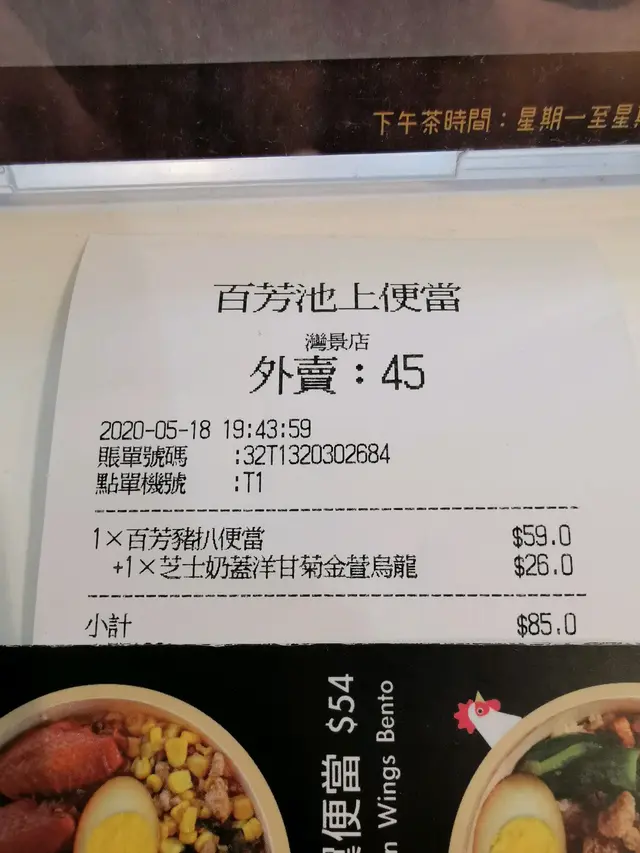 下午茶時間：星期一至星
百芳池上便當
灣景店
外賣：45
2020-05-18 19:43:59
賬單號碼 :32T1320302684
點單機號 :T1
1×百芳豬扒便當 $59.0
+1×芝士奶蓋洋甘菊金萱烏龍 $26.0
小計 $85.0
便當 $54
Wings Bento